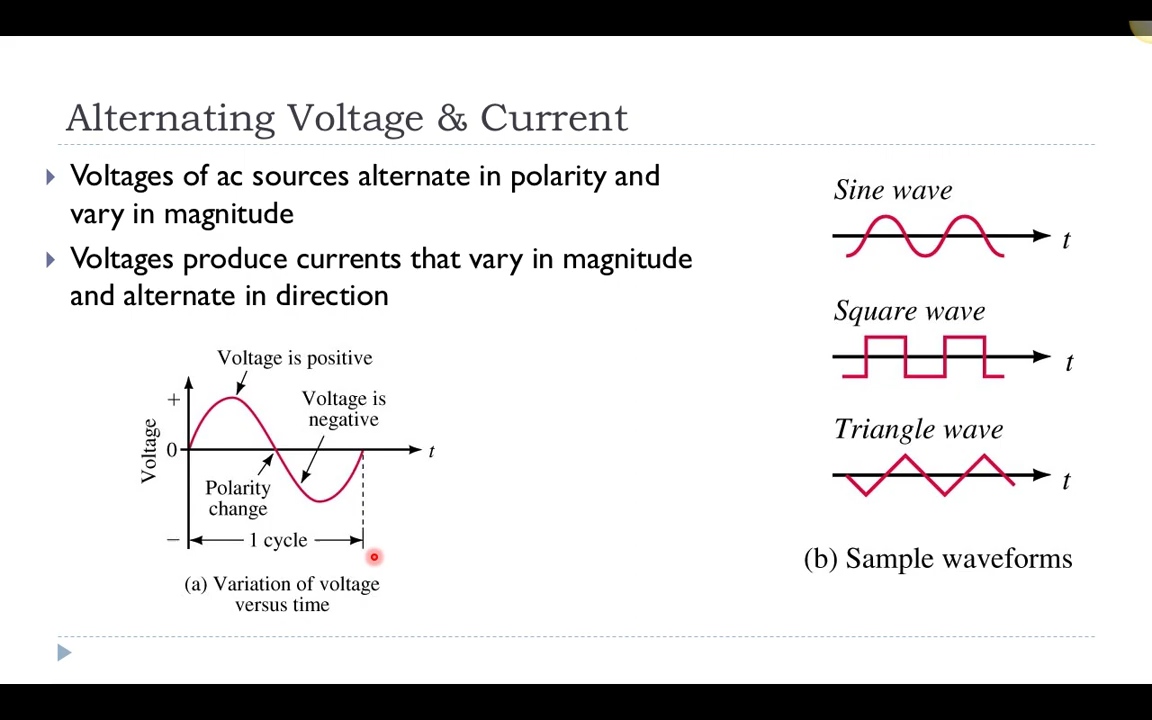 Alternating Voltage & Current
Voltages of ac sources alternate in polarity and
vary in magnitude
Voltages produce currents that vary in magnitude
and alternate in direction
Voltage is positive
+
Voltage is
negative
Voltage
0
t
Polarity
change
−
1 cycle
(a) Variation of voltage
versus time
Sine wave
t
Square wave
t
Triangle wave
t
(b) Sample waveforms